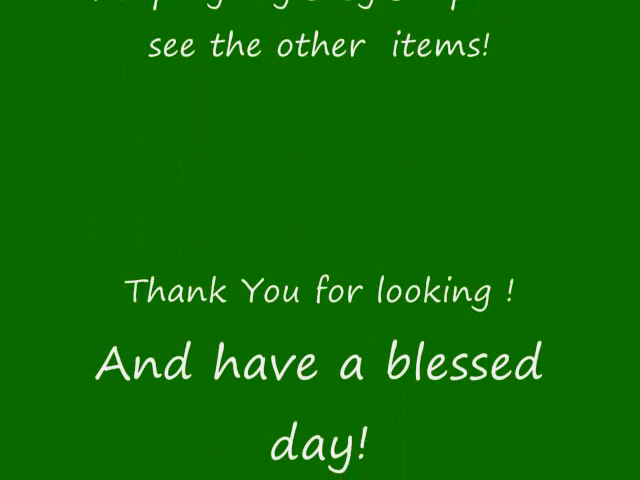 see the other items!
Thank You for looking !
And have a blessed
day!